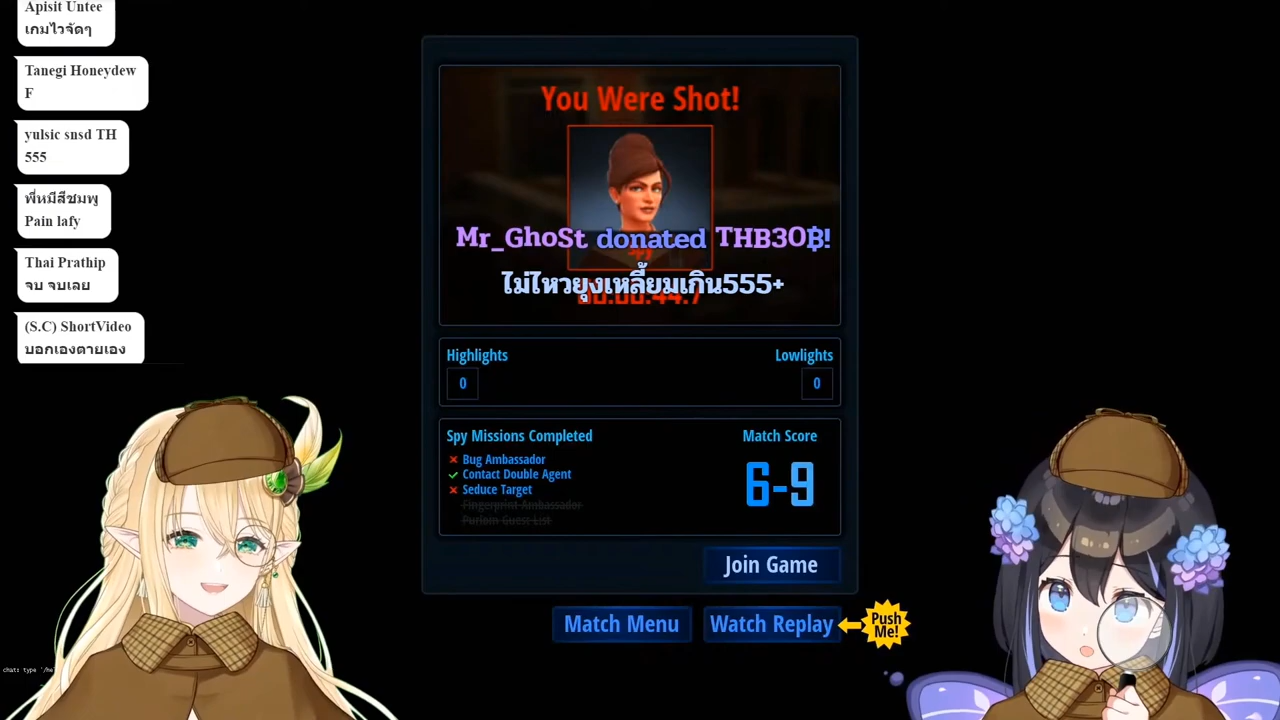 Apisit Untee
เกมไวจัดๆ
Tanegi Honeydew
F
yulsic snsd TH
555
พี่หมีสีชมพู
Pain lafy
Thai Prathip
จบ จบเลย
(S.C) ShortVideo
บอกเองตายเอง
You Were Shot!
Mr_GhoSt donated THB30฿!
ไม่ไหวยุงเหลี้ยมเกิน555+
Highlights
Lowlights
0
0
Spy Missions Completed
Match Score
Bug Ambassador
Contact Double Agent
Seduce Target
Fingerprint Ambassador
Purloin Guest List
6-9
Join Game
Match Menu
Watch Replay
Push
Me!
chat: type '/he